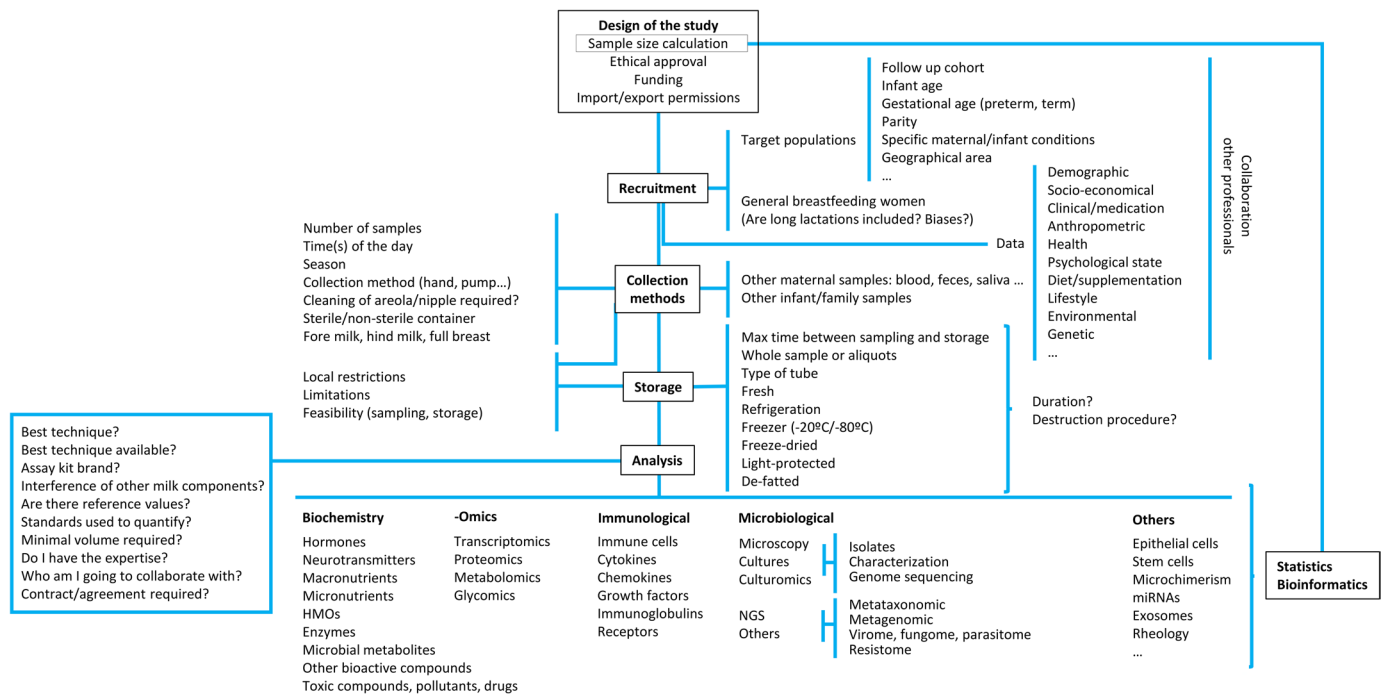 Design of the study
Sample size calculation
Ethical approval
Funding
Import/export permissions
Recruitment
Target populations
Follow up cohort
Infant age
Gestational age (preterm, term)
Parity
Specific maternal/infant conditions
Geographical area
...
General breastfeeding women
(Are long lactations included? Biases?)
Data
Demographic
Socio-economical
Clinical/medication
Anthropometric
Health
Psychological state
Diet/supplementation
Lifestyle
Environmental
Genetic
...
Collaboration
other professionals
Number of samples
Time(s) of the day
Season
Collection method (hand, pump...)
Cleaning of areola/nipple required?
Sterile/non-sterile container
Fore milk, hind milk, full breast
Collection
methods
Other maternal samples: blood, feces, saliva ...
Other infant/family samples
Local restrictions
Limitations
Feasibility (sampling, storage)
Storage
Max time between sampling and storage
Whole sample or aliquots
Type of tube
Fresh
Refrigeration
Freezer (-20ºC/-80ºC)
Freeze-dried
Light-protected
De-fatted
Duration?
Destruction procedure?
Analysis
Best technique?
Best technique available?
Assay kit brand?
Interference of other milk components?
Are there reference values?
Standards used to quantify?
Minimal volume required?
Do I have the expertise?
Who am I going to collaborate with?
Contract/agreement required?
Biochemistry
Hormones
Neurotransmitters
Macronutrients
Micronutrients
HMOs
Enzymes
Microbial metabolites
Other bioactive compounds
Toxic compounds, pollutants, drugs
-Omics
Transcriptomics
Proteomics
Metabolomics
Glycomics
Immunological
Immune cells
Cytokines
Chemokines
Growth factors
Immunoglobulins
Receptors
Microbiological
Microscopy
Cultures
Culturomics
Isolates
Characterization
Genome sequencing
NGS
Others
Metataxonomic
Metagenomic
Virome, fungome, parasitome
Resistome
Others
Epithelial cells
Stem cells
Microchimerism
miRNAs
Exosomes
Rheology
...
Statistics
Bioinformatics